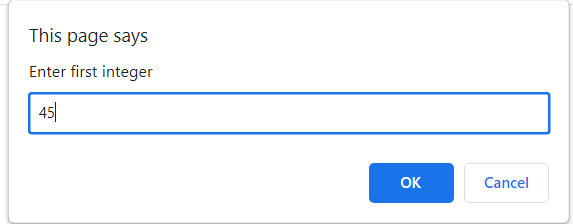 This page says
Enter first integer
45
OK Cancel